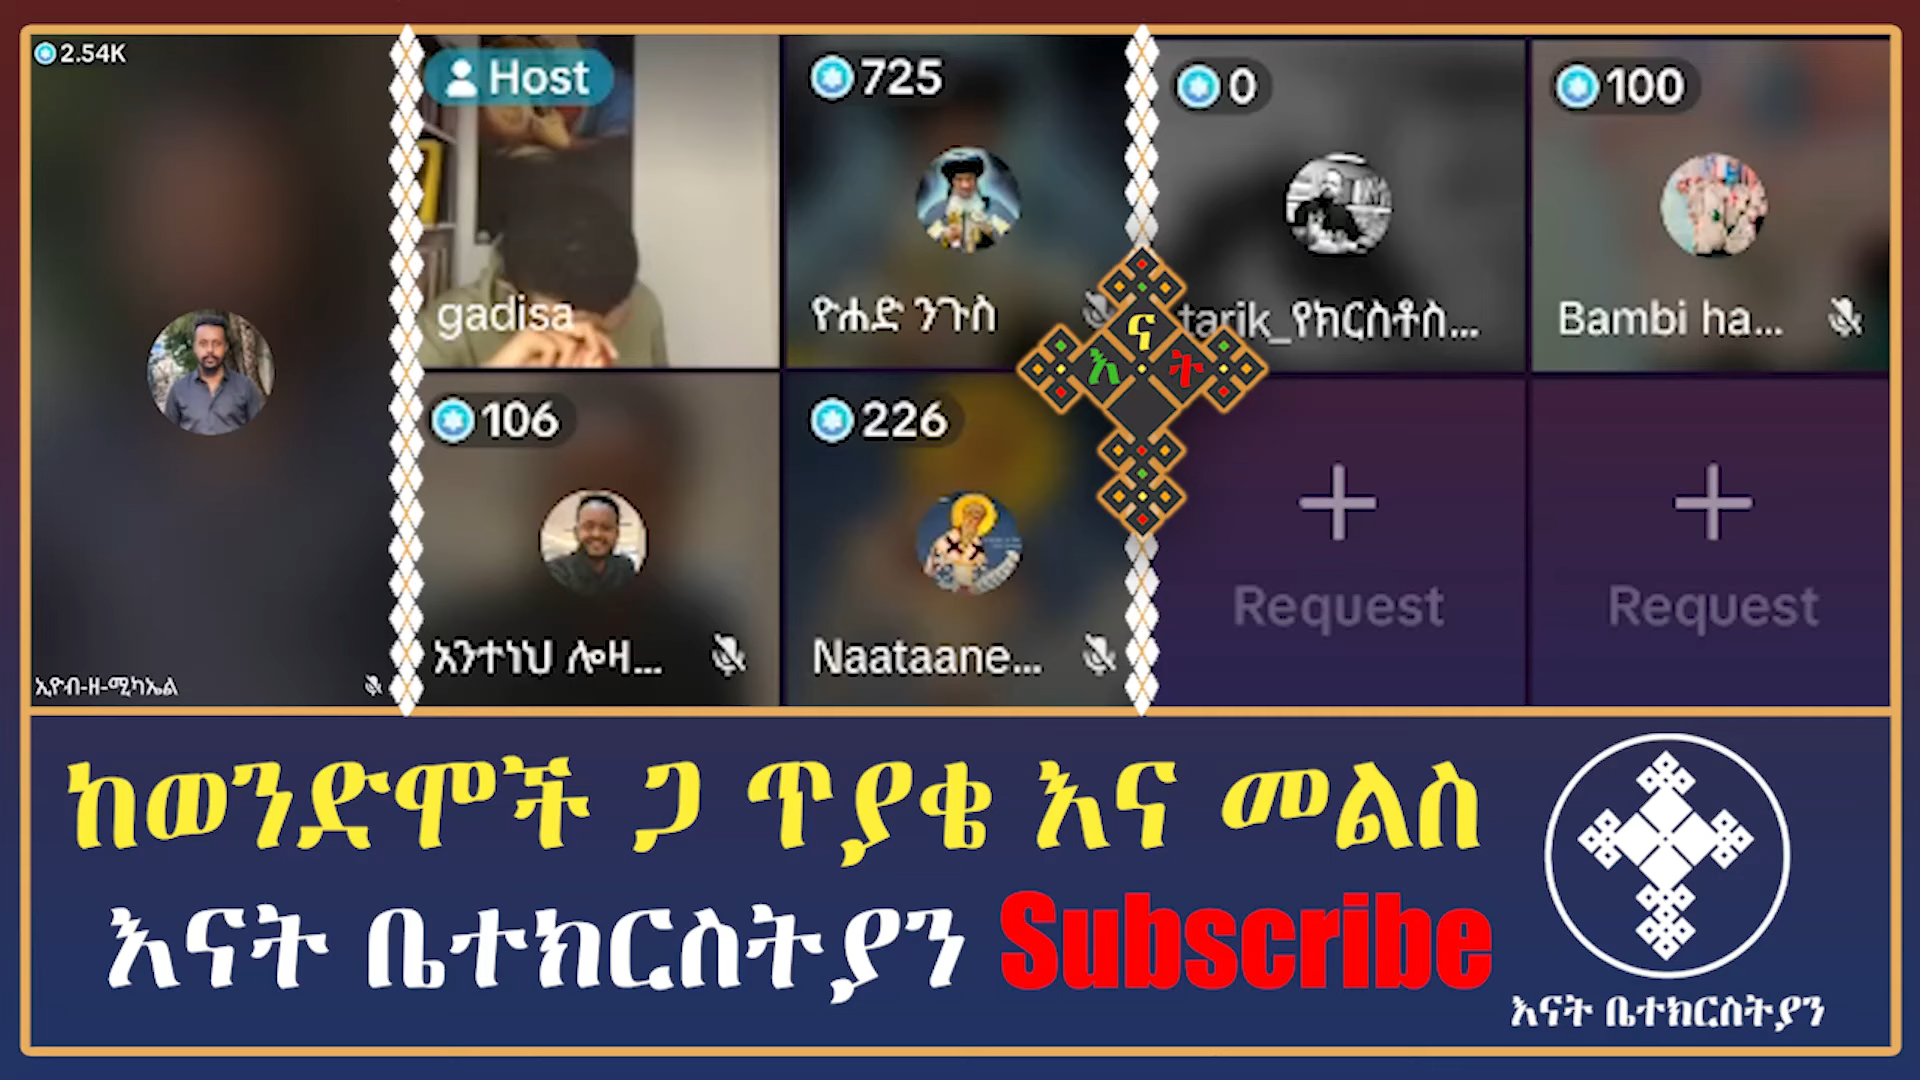 2.54K
Host
725
0
100
gadisa
ዮሐድ ንጉስ
tarik_የክርስቶስ...
Bambi ha...
እ
ና
ት
106
226
Request
Request
አንተነህ ሎዛ...
Naataane...
ኢዮብ-ዘ-ሚካኤል
ከወንድሞች ጋ ጥያቄ እና መልስ
እናት ቤተክርስትያን Subscribe
እናት ቤተክርስትያን